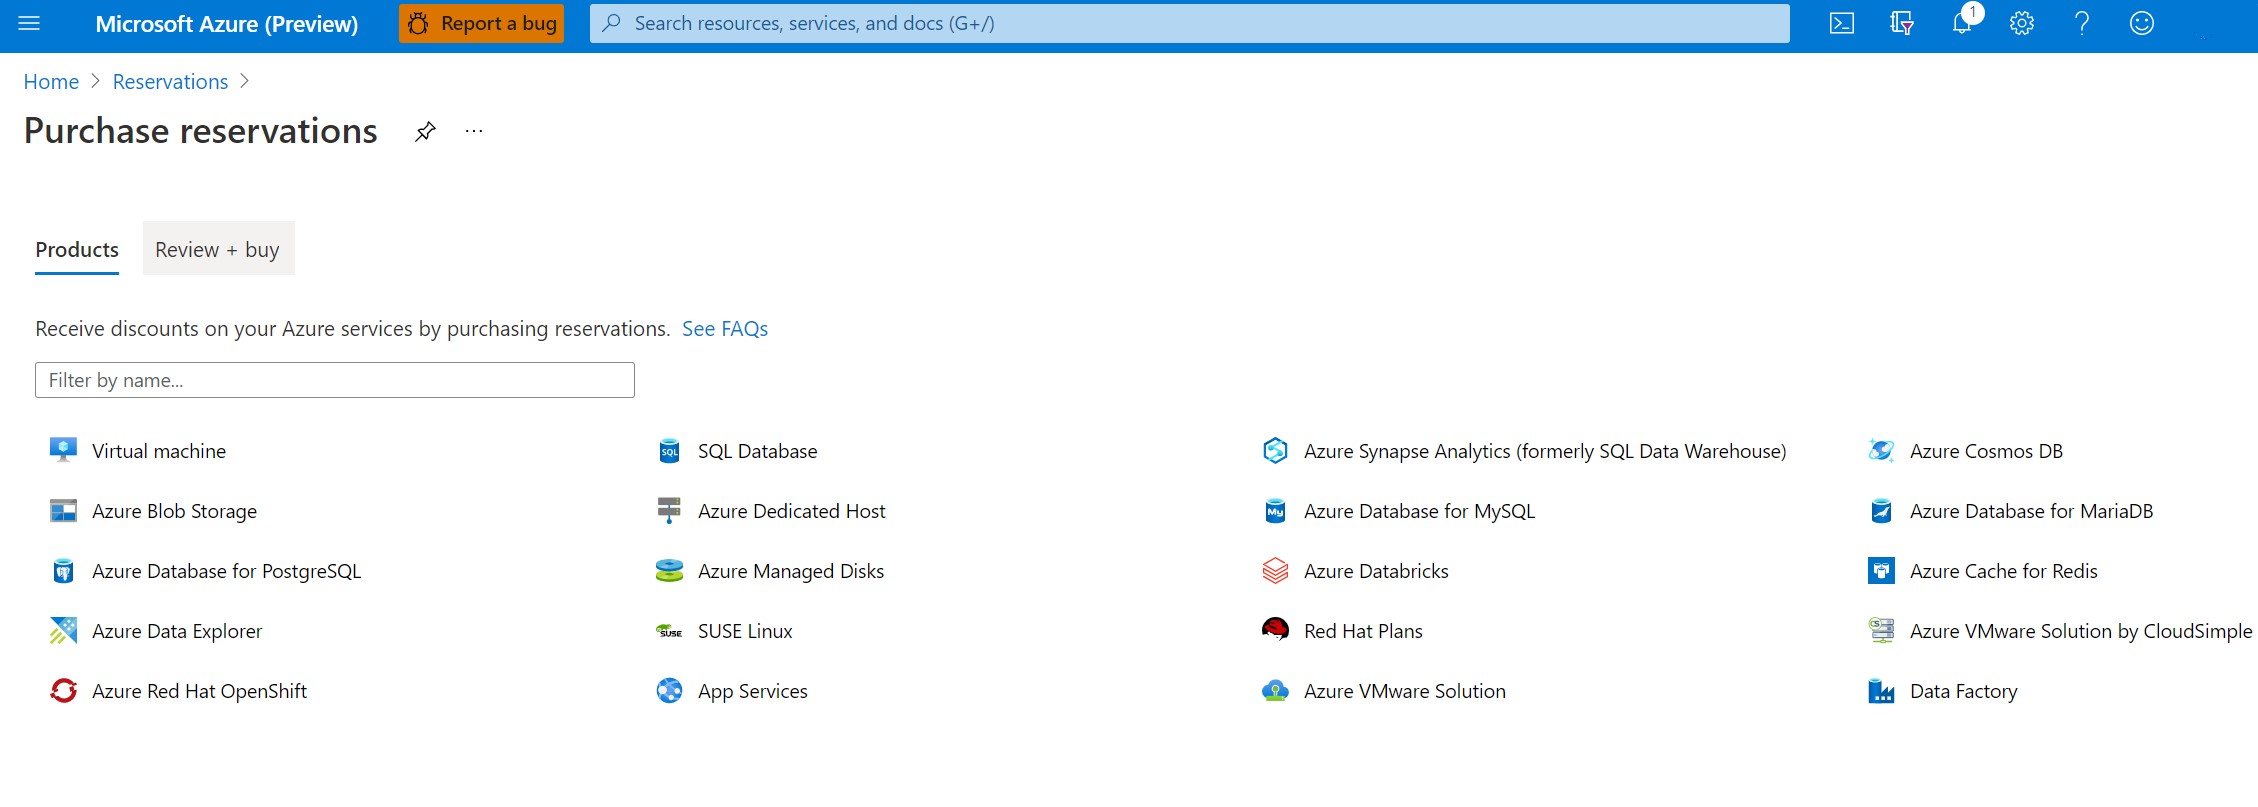 Microsoft Azure (Preview) Report a bug Search resources, services, and docs (G+/) 1
Home > Reservations >
Purchase reservations ...
Products Review + buy
Receive discounts on your Azure services by purchasing reservations. See FAQs
Filter by name...
Virtual machine SQL SQL Database Azure Synapse Analytics (formerly SQL Data Warehouse) Azure Cosmos DB
Azure Blob Storage Azure Dedicated Host My Azure Database for MySQL Azure Database for MariaDB
Azure Database for PostgreSQL Azure Managed Disks Azure Databricks Azure Cache for Redis
Azure Data Explorer SUSE SUSE Linux Red Hat Plans CS Azure VMware Solution by CloudSimple
Azure Red Hat OpenShift App Services Azure VMware Solution Data Factory